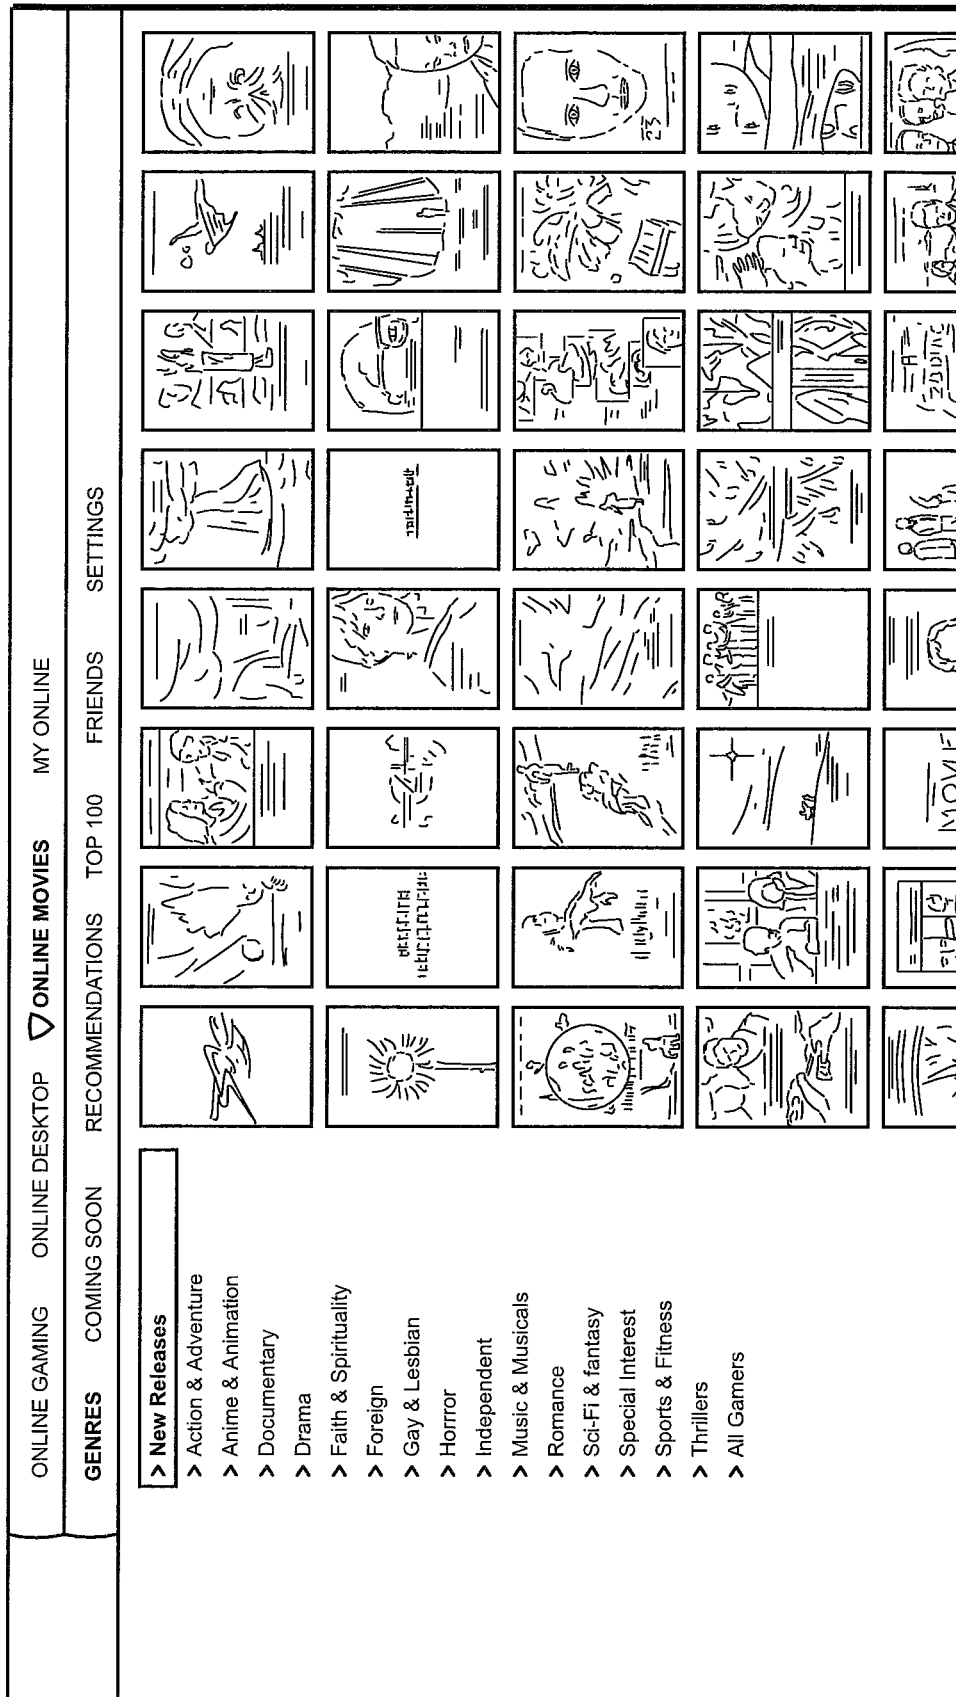 ONLINE GAMING ONLINE DESKTOP ONLINE MOVIES MY ONLINE
GENRES COMING SOON RECOMMENDATIONS TOP 100 FRIENDS SETTINGS
> New Releases
> Action & Adventure
> Anime & Animation
> Documentary
> Drama
> Faith & Spirituality
> Foreign
> Gay & Lesbian
> Horrror
> Independent
> Music & Musicals
> Romance
> Sci-Fi & fantasy
> Special Interest
> Sports & Fitness
> Thrillers
> All Gamers
23
MOVIE